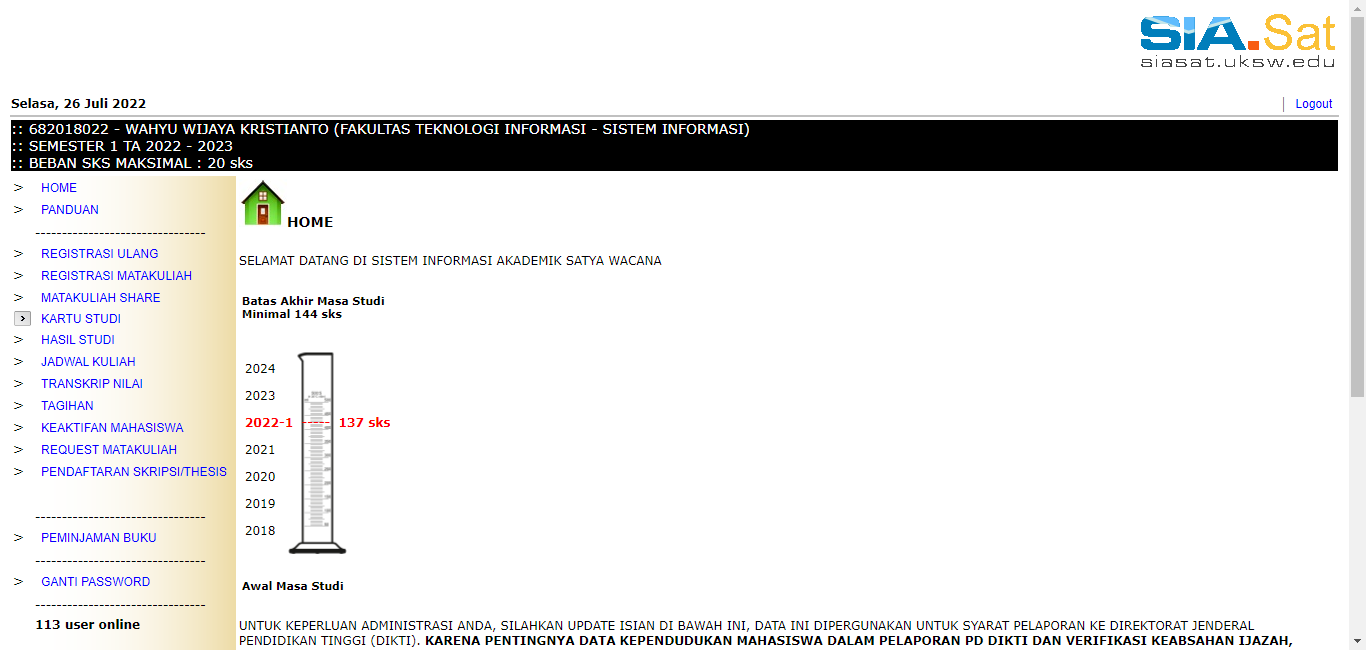 SIA.Sat
siasat.uksw.edu
Selasa, 26 Juli 2022
Logout
:: 682018022 - WAHYU WIJAYA KRISTIANTO (FAKULTAS TEKNOLOGI INFORMASI - SISTEM INFORMASI)
:: SEMESTER 1 TA 2022 - 2023
:: BEBAN SKS MAKSIMAL : 20 sks
> HOME
> PANDUAN
--------------------------------
> REGISTRASI ULANG
> REGISTRASI MATAKULIAH
> MATAKULIAH SHARE
> KARTU STUDI
> HASIL STUDI
> JADWAL KULIAH
> TRANSKRIP NILAI
> TAGIHAN
> KEAKTIFAN MAHASISWA
> REQUEST MATAKULIAH
> PENDAFTARAN SKRIPSI/THESIS
--------------------------------
> PEMINJAMAN BUKU
--------------------------------
> GANTI PASSWORD
--------------------------------
113 user online
HOME
SELAMAT DATANG DI SISTEM INFORMASI AKADEMIK SATYA WACANA
Batas Akhir Masa Studi
Minimal 144 sks
2024
2023
2022-1 ------ 137 sks
2021
2020
2019
2018
Awal Masa Studi
UNTUK KEPERLUAN ADMINISTRASI ANDA, SILAHKAN UPDATE ISIAN DI BAWAH INI, DATA INI DIPERGUNAKAN UNTUK SYARAT PELAPORAN KE DIREKTORAT JENDERAL
PENDIDIKAN TINGGI (DIKTI). KARENA PENTINGNYA DATA KEPENDUDUKAN MAHASISWA DALAM PELAPORAN PD DIKTI DAN VERIFIKASI KEABSAHAN IJAZAH,